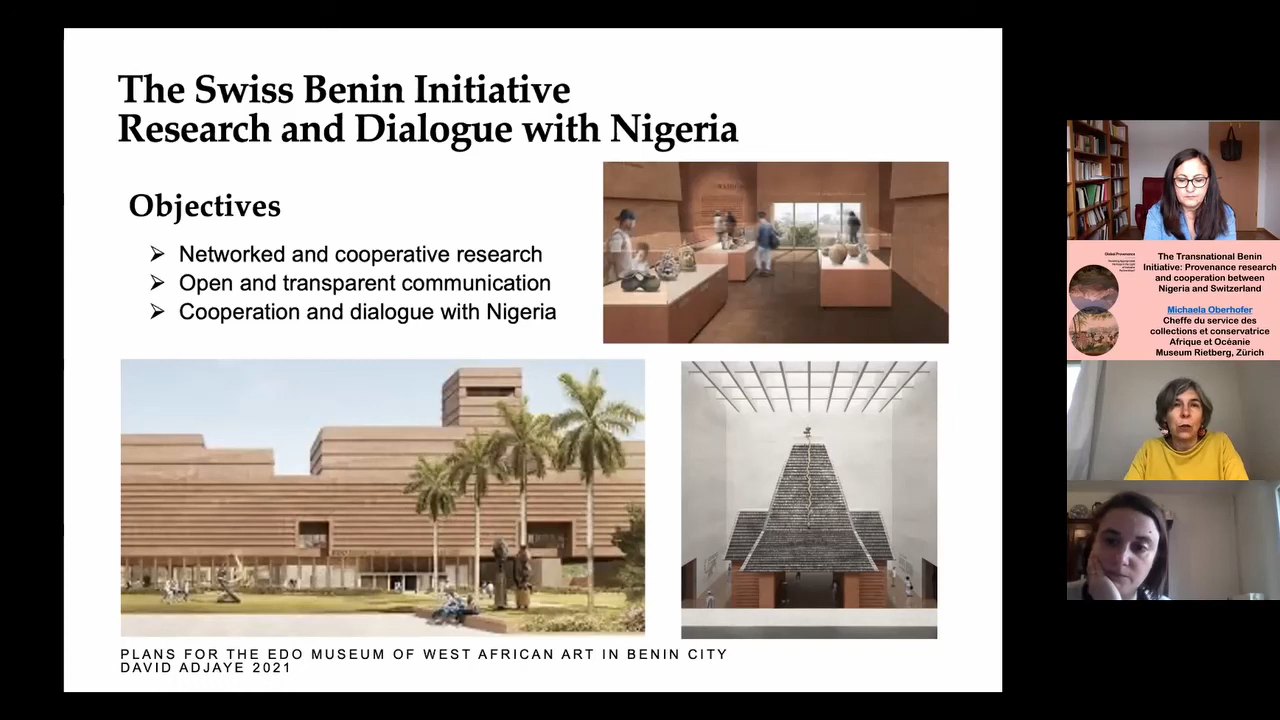 The Swiss Benin Initiative
Research and Dialogue with Nigeria
Objectives
Networked and cooperative research
Open and transparent communication
Cooperation and dialogue with Nigeria
PLANS FOR THE EDO MUSEUM OF WEST AFRICAN ART IN BENIN CITY
DAVID ADJAYE 2021
Global Provenance
The Transnational Benin
Initiative: Provenance research
and cooperation between
Nigeria and Switzerland
Michaela Oberhofer
Cheffe du service des
collections et conservatrice
Afrique et Océanie
Museum Rietberg, Zürich